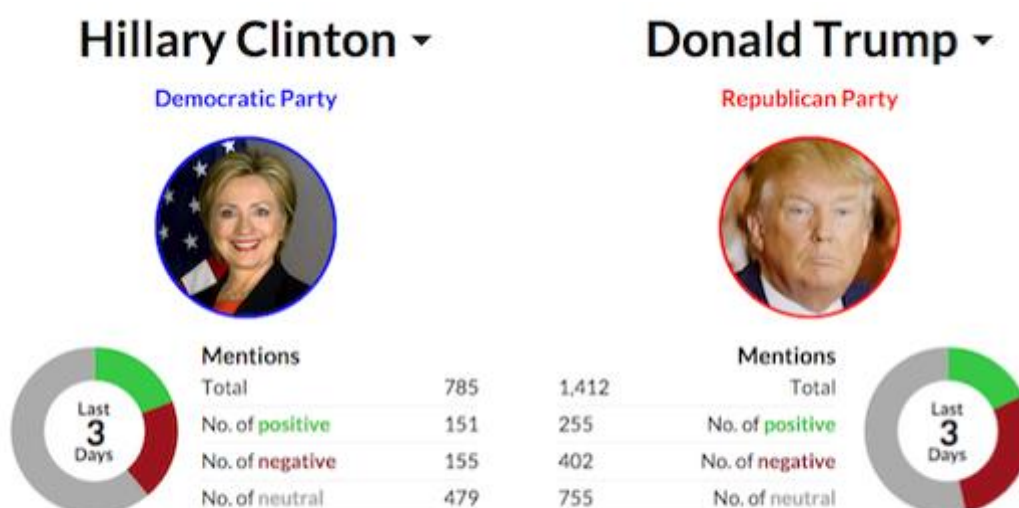 Hillary Clinton
Donald Trump
Democratic Party
Republican Party
Last
3
Days
Mentions
Total 785
No. of positive 151
No. of negative 155
No. of neutral 479
Mentions
1,412 Total
255 No. of positive
402 No. of negative
755 No. of neutral
Last
3
Days